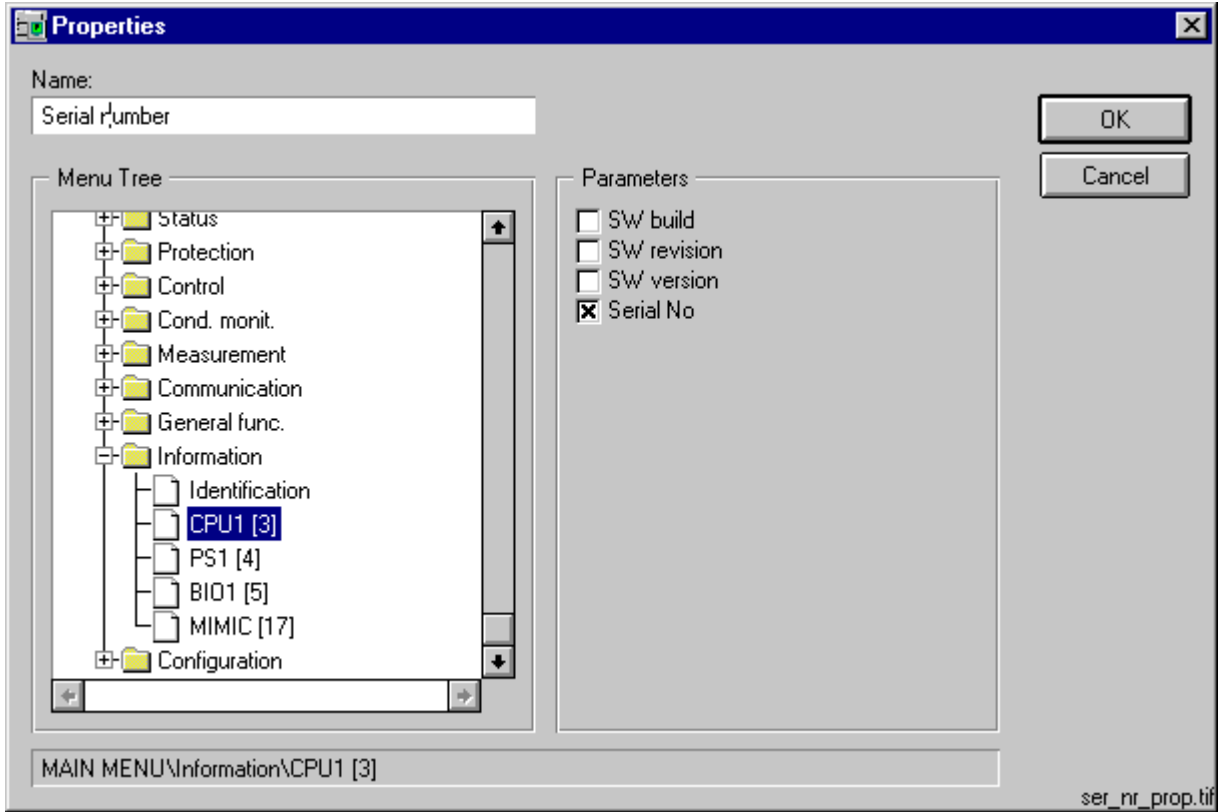 Properties
Name:
Serial number
OK
Cancel
Menu Tree
Status
Protection
Control
Cond. monit.
Measurement
Communication
General func.
Information
Identification
CPU1 [3]
PS1 [4]
BIO1 [5]
MIMIC [17]
Configuration
Parameters
SW build
SW revision
SW version
Serial No
MAIN MENU\Information\CPU1 [3]
ser_nr_prop.tif